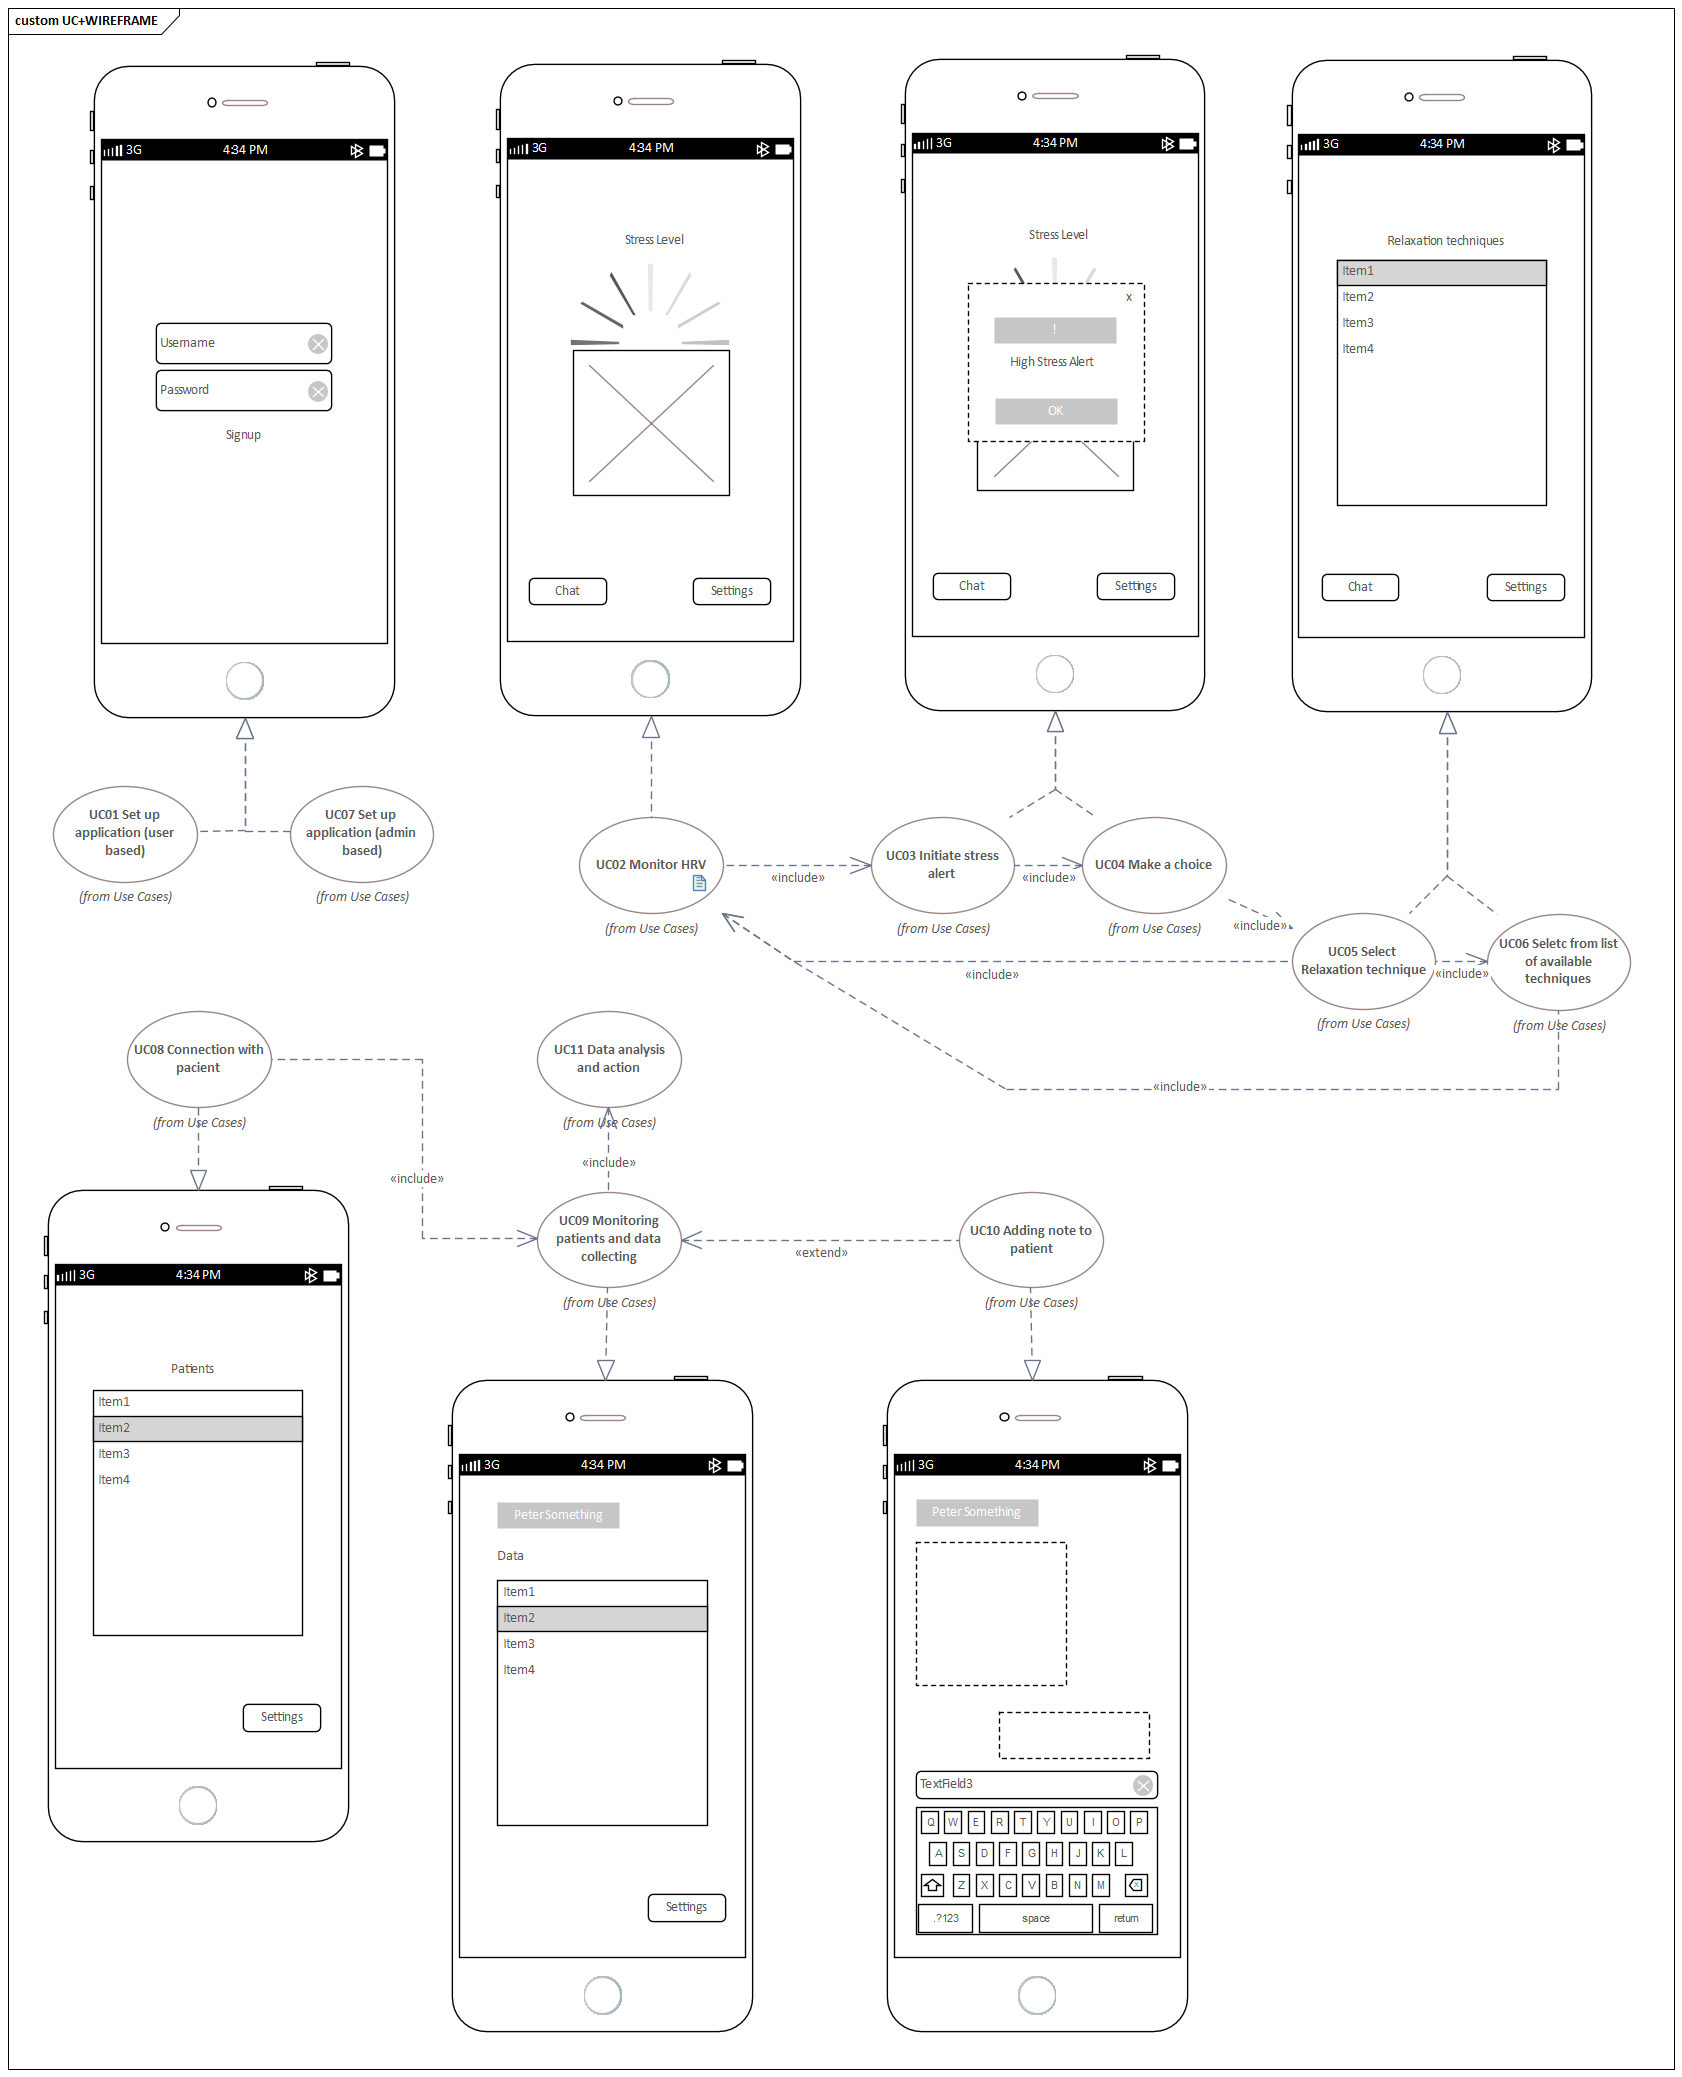 custom UC+WIREFRAME
3G 4:34 PM
Username
Password
Signup
3G 4:34 PM
Stress Level
Chat Settings
3G 4:34 PM
Stress Level
x
!
High Stress Alert
OK
Chat Settings
3G 4:34 PM
Relaxation techniques
Item1
Item2
Item3
Item4
Chat Settings
UC01 Set up
application (user
based)
(from Use Cases)
UC07 Set up
application (admin
based)
(from Use Cases)
UC02 Monitor HRV
(from Use Cases)
«include»
UC03 Initiate stress
alert
(from Use Cases)
«include»
UC04 Make a choice
(from Use Cases)
«include»
UC05 Select
Relaxation technique
(from Use Cases)
«include»
UC06 Seletc from list
of available
techniques
(from Use Cases)
«include»
«include»
UC08 Connection with
pacient
(from Use Cases)
«include»
UC11 Data analysis
and action
(from Use Cases)
«include»
UC09 Monitoring
patients and data
collecting
(from Use Cases)
«extend»
UC10 Adding note to
patient
(from Use Cases)
3G 4:34 PM
Patients
Item1
Item2
Item3
Item4
Settings
3G 4:34 PM
Peter Something
Data
Item1
Item2
Item3
Item4
Settings
3G 4:34 PM
Peter Something
TextField3
Q W E R T Y U I O P
A S D F G H J K L
Z X C V B N M X
.?123 space return